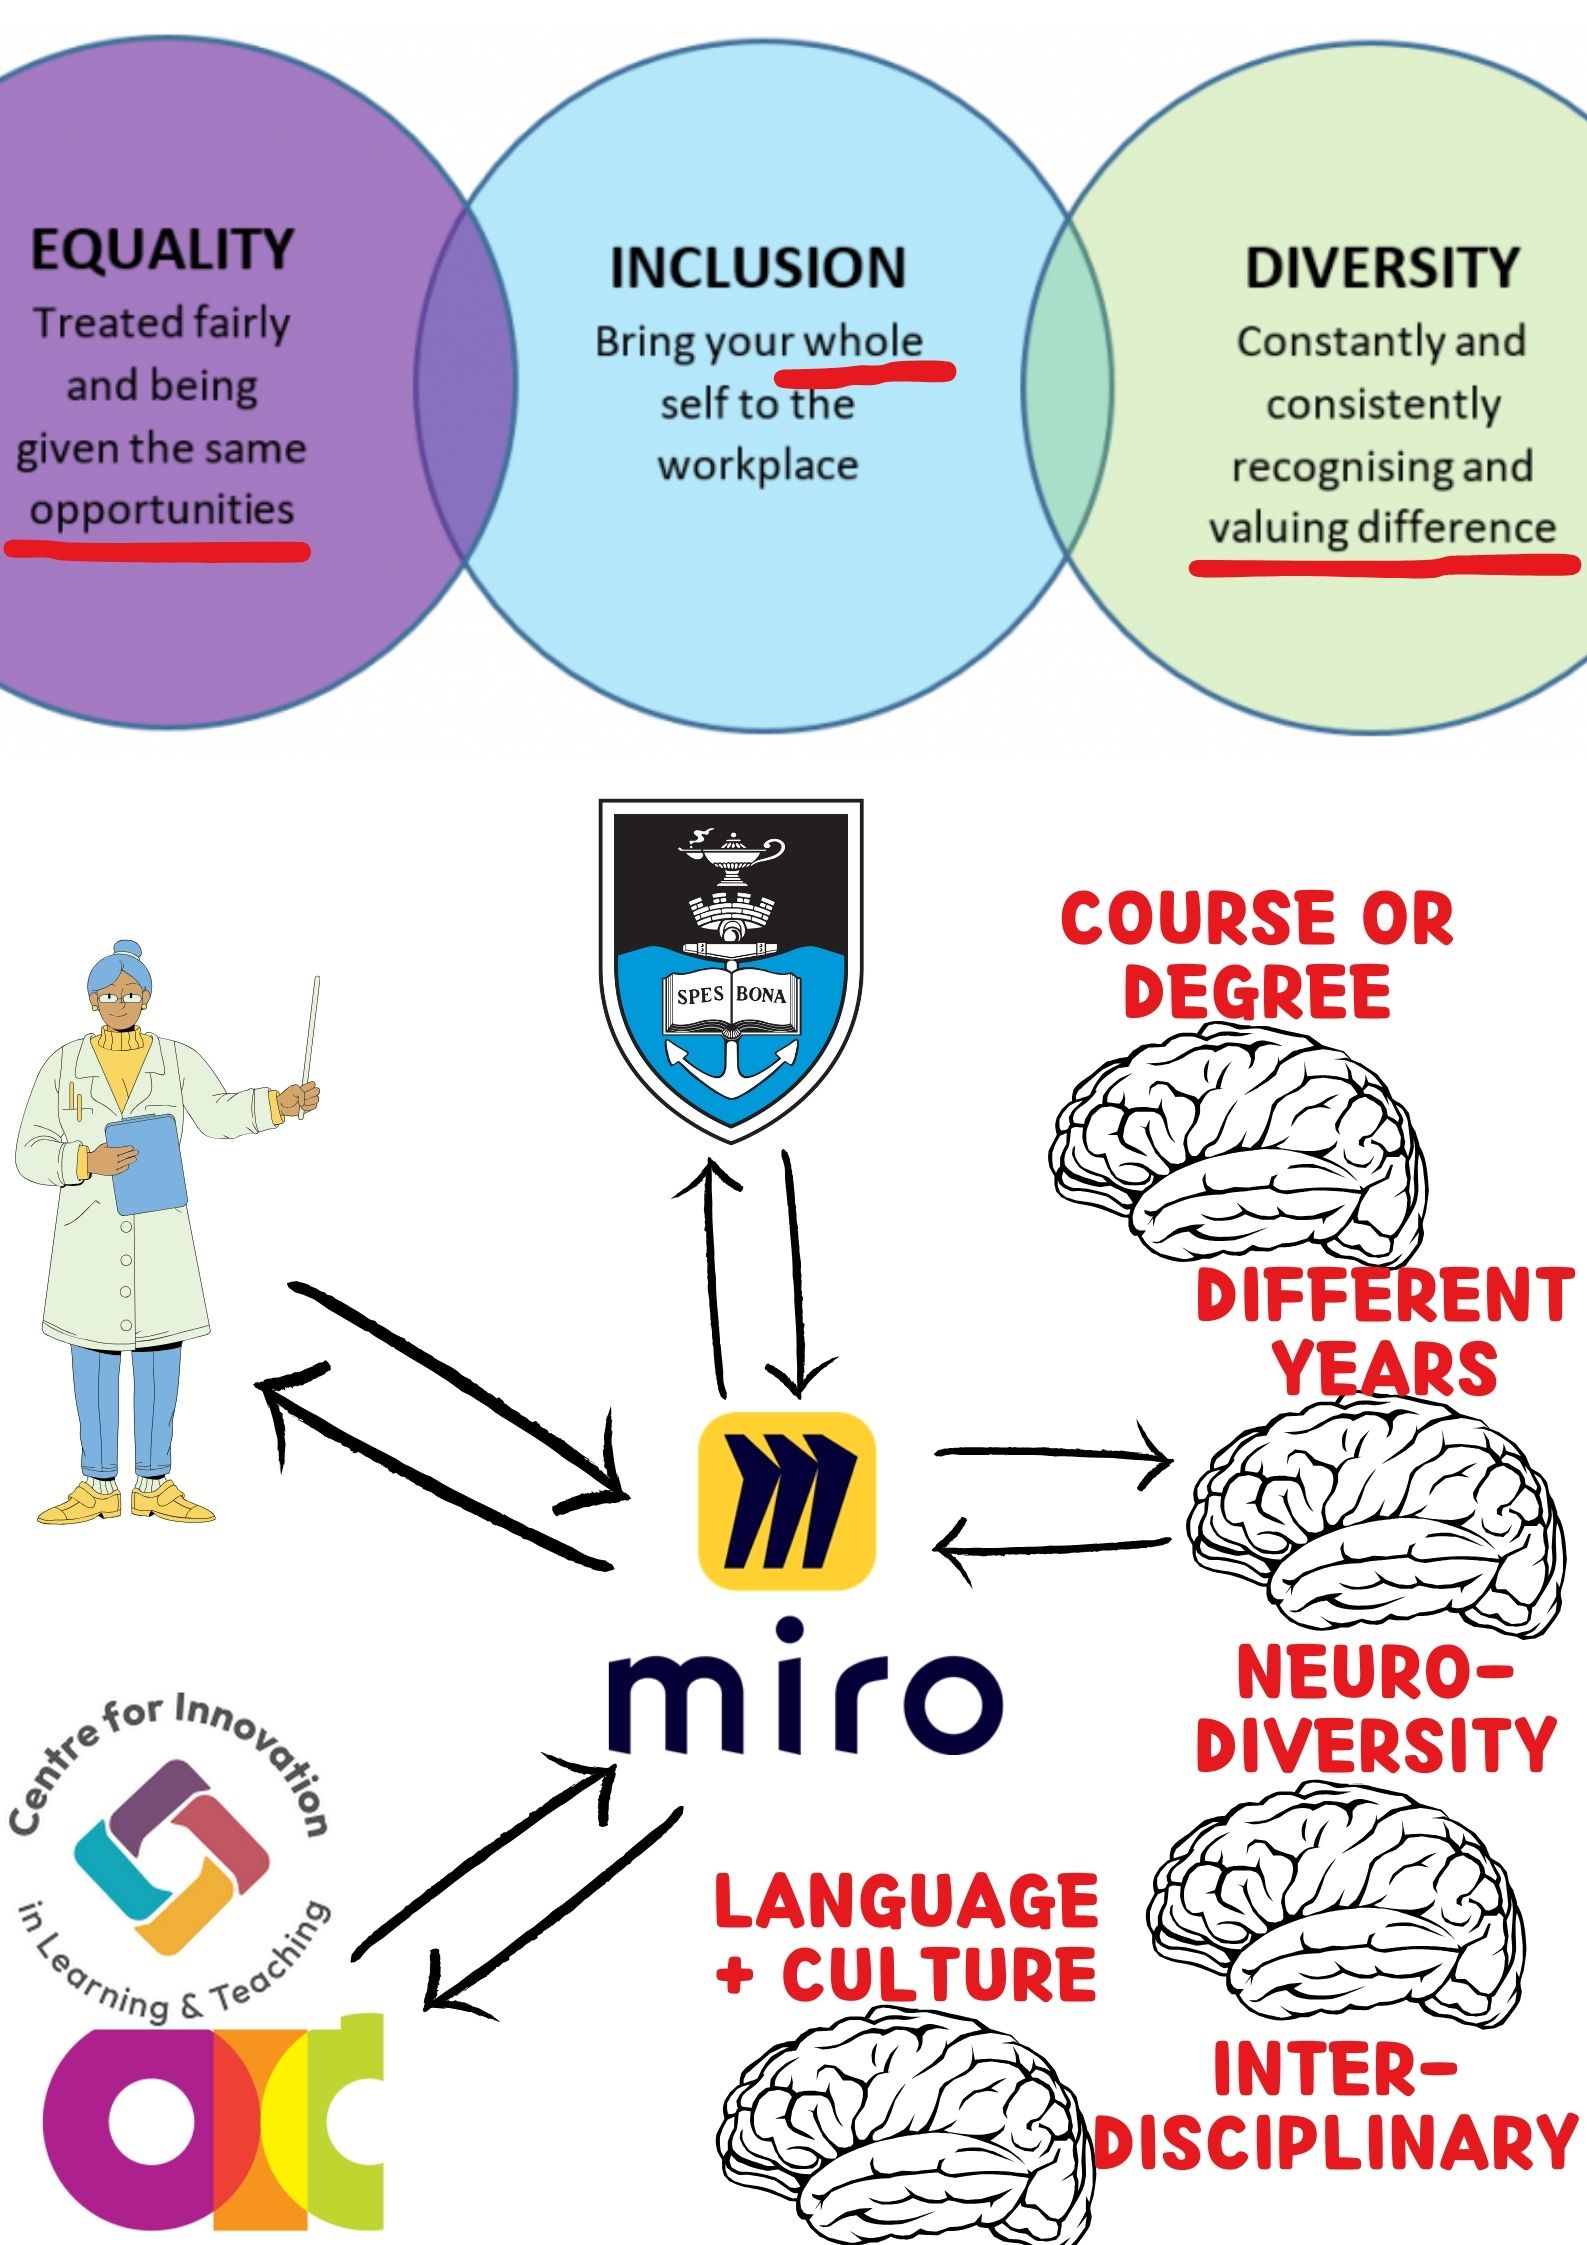 EQUALITY
Treated fairly
and being
given the same
opportunities
INCLUSION
Bring your whole
self to the
workplace
DIVERSITY
Constantly and
consistently
recognising and
valuing difference
SPES BONA
COURSE OR
DEGREE
DIFFERENT
YEARS
miro
NEURO-
DIVERSITY
Centre for Innovation
in Learning & Teaching
LANGUAGE
+ CULTURE
INTER-
DISCIPLINARY